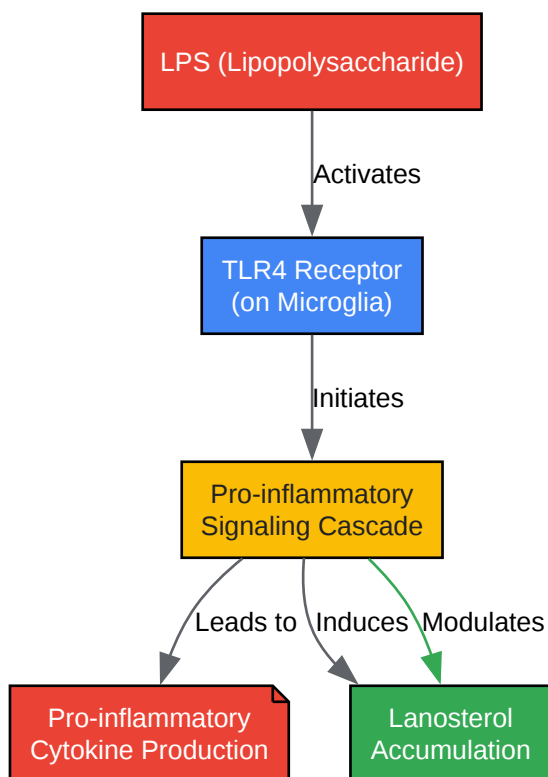 LPS (Lipopolysaccharide)
Activates
TLR4 Receptor
(on Microglia)
Initiates
Pro-inflammatory
Signaling Cascade
Leads to
Induces
Modulates
Pro-inflammatory
Cytokine Production
Lanosterol
Accumulation